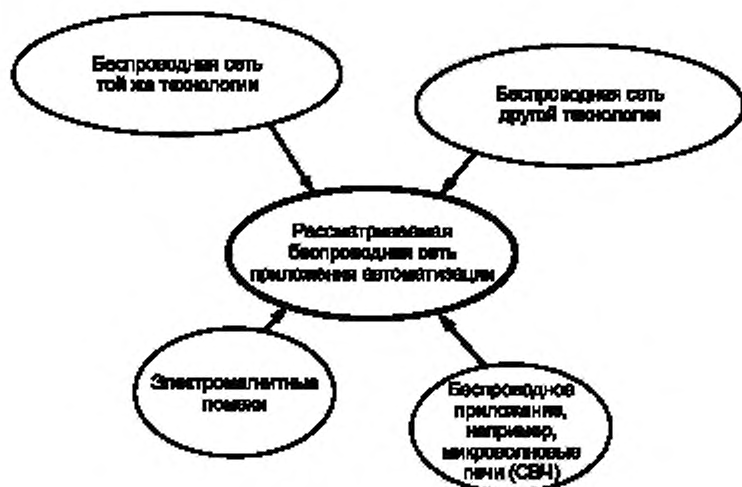 Беспроводная сеть
той же технологии
Беспроводная сеть
другой технологии
Рассматриваемая
беспроводная сеть
приложения автоматизации
Электромагнитные
помехи
Беспроводное
приложение,
например,
микроволновые
печи (СВЧ)